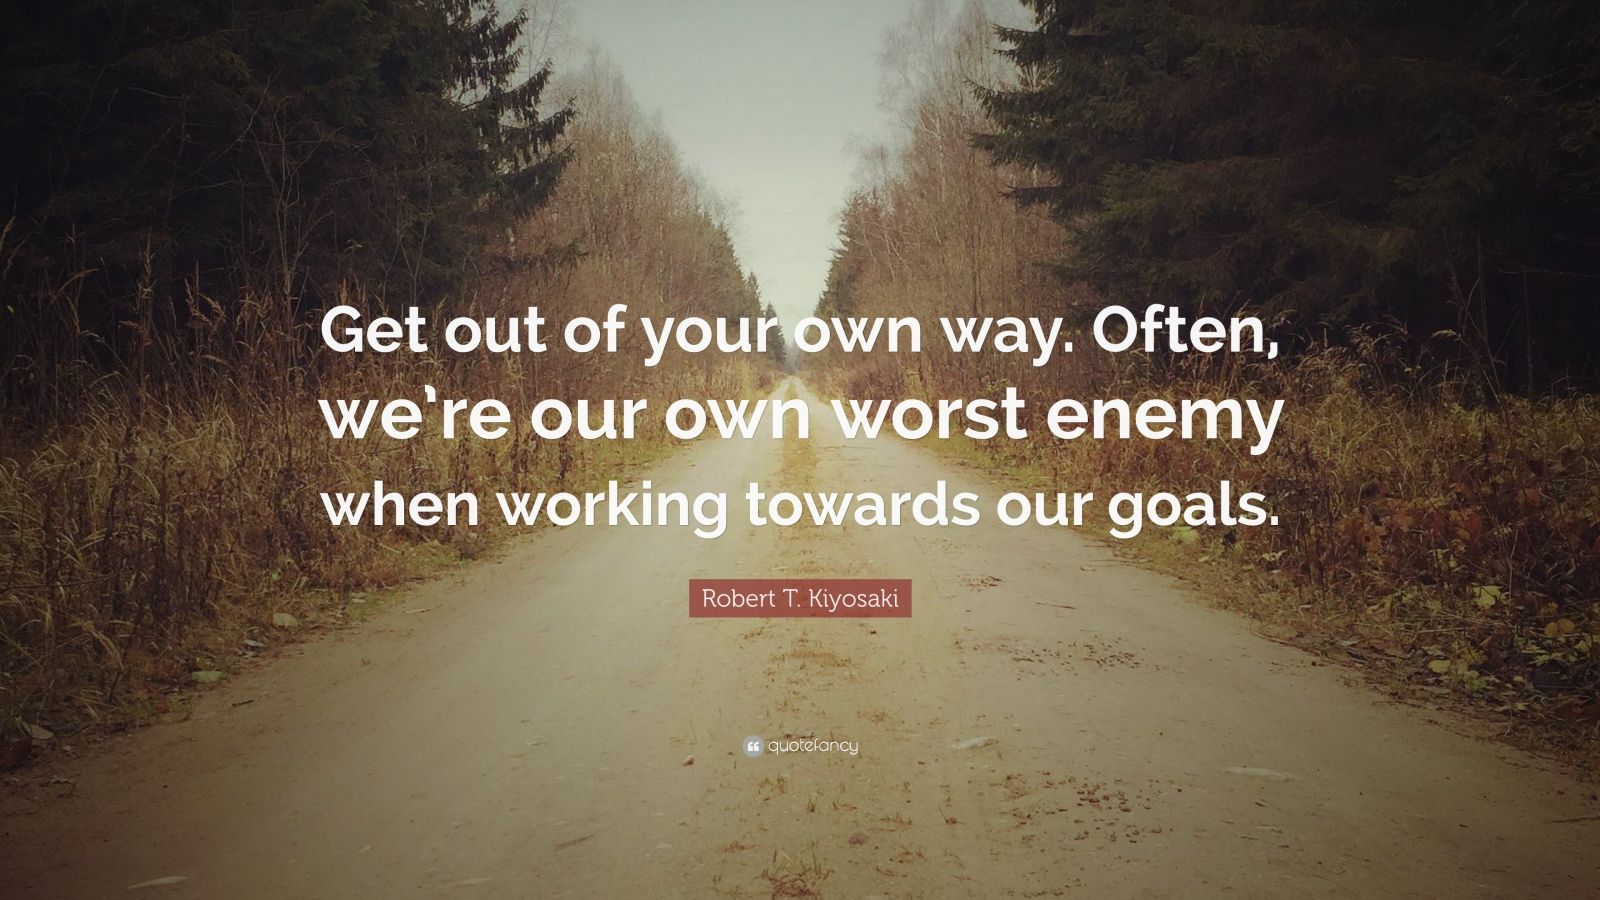 Get out of your own way. Often,
we’re our own worst enemy
when working towards our goals.
Robert T. Kiyosaki
quotefancy